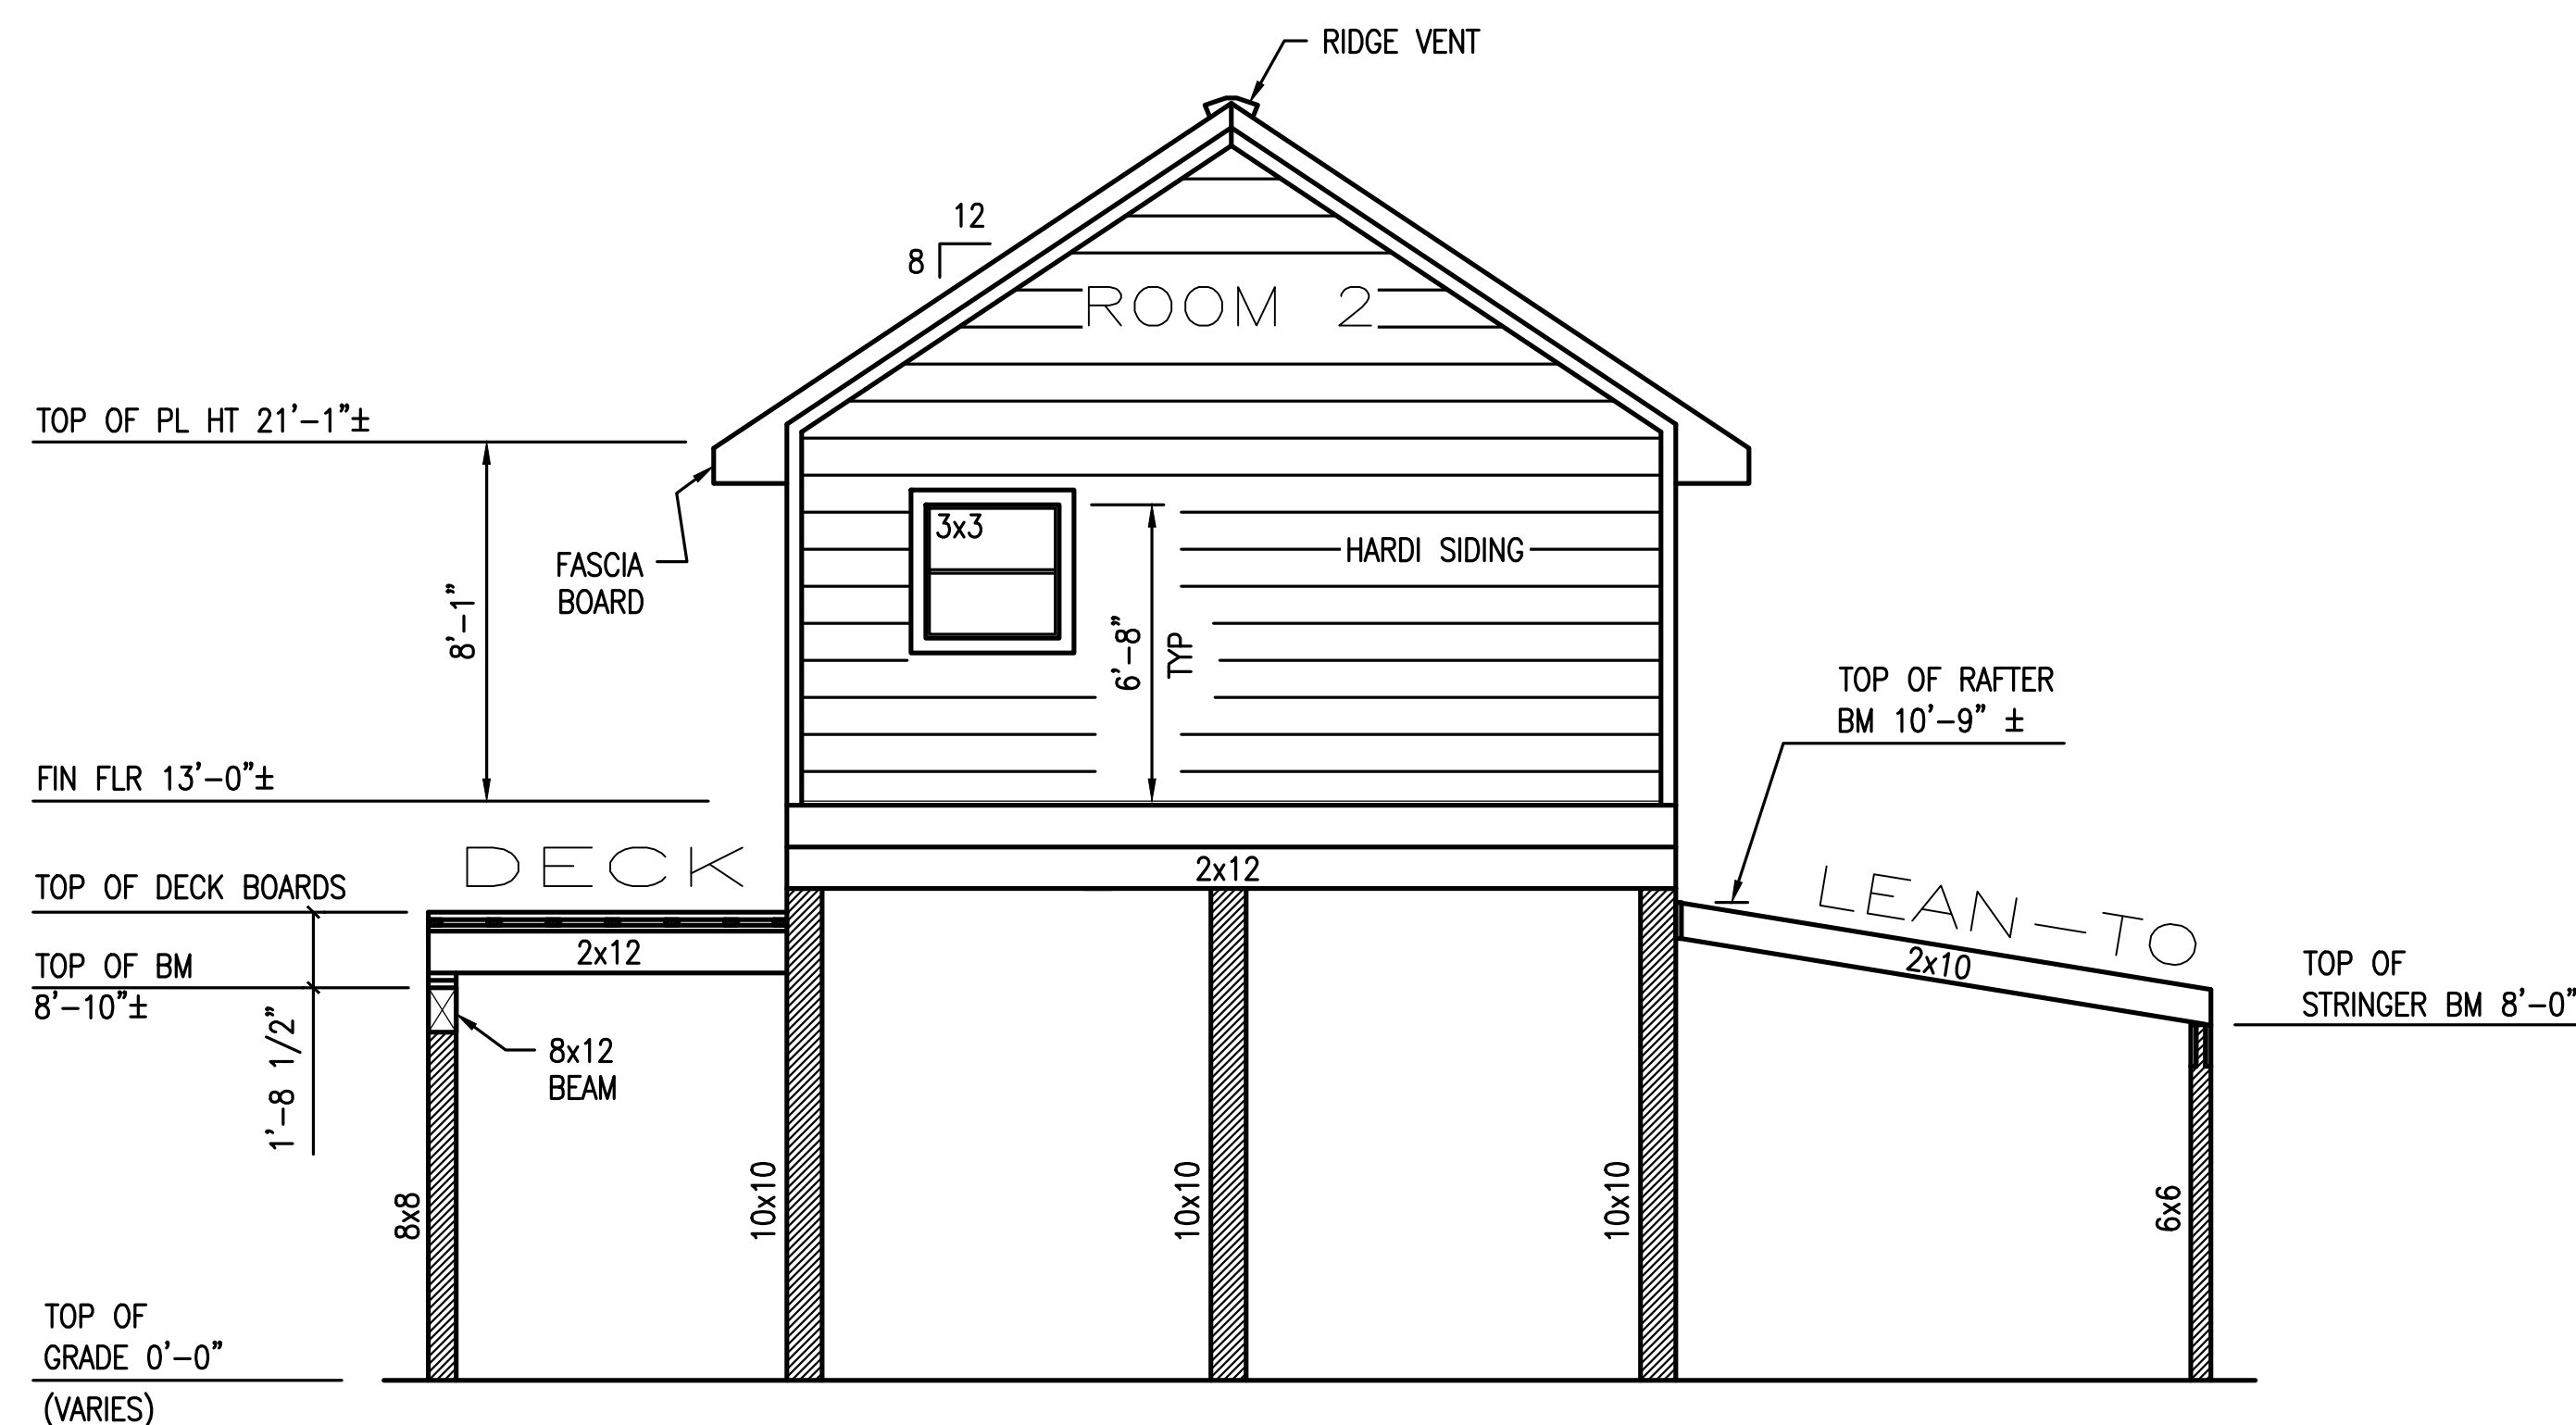 RIDGE VENT
12
8
ROOM 2
TOP OF PL HT 21'-1"±
3x3
HARDI SIDING
FASCIA
BOARD
8'-1"
6'-8"
TYP
TOP OF RAFTER
BM 10'-9" ±
FIN FLR 13'-0"±
DECK
2x12
LEAN-TO
TOP OF DECK BOARDS
2x12
2x10
TOP OF BM
8'-10"±
TOP OF
STRINGER BM 8'-0"
1'-8 1/2"
8x12
BEAM
8x8
10x10
10x10
10x10
6x6
TOP OF
GRADE 0'-0"
(VARIES)